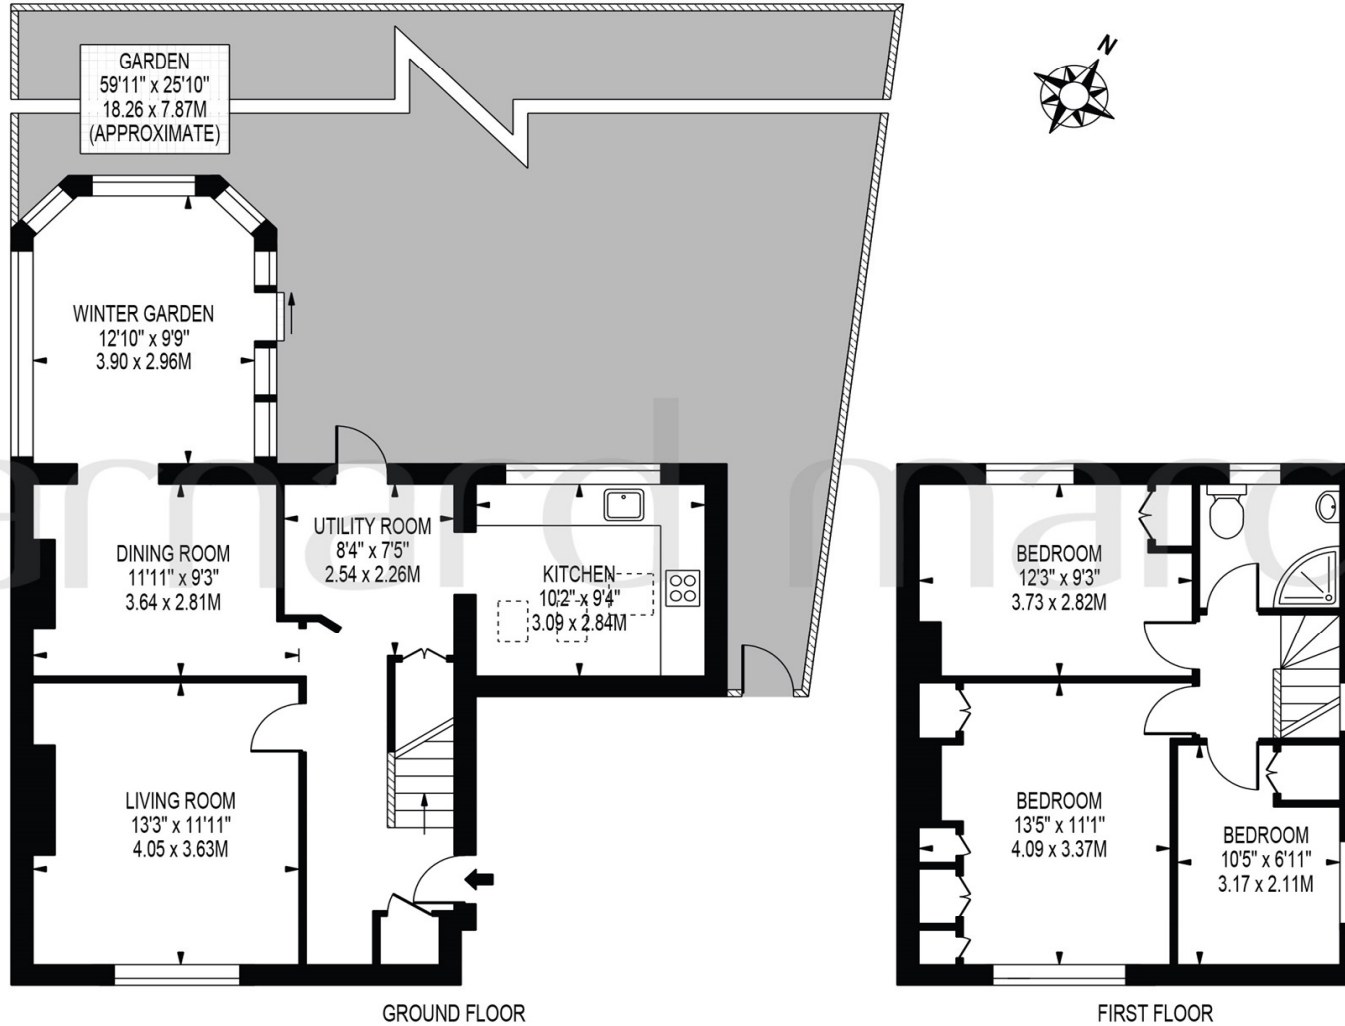 N
GARDEN
59'11" x 25'10"
18.26 x 7.87M
(APPROXIMATE)
WINTER GARDEN
12'10" x 9'9"
3.90 x 2.96M
DINING ROOM
11'11" x 9'3"
3.64 x 2.81M
UTILITY ROOM
8'4" x 7'5"
2.54 x 2.26M
KITCHEN
10'2" x 9'4"
3.09 x 2.84M
LIVING ROOM
13'3" x 11'11"
4.05 x 3.63M
GROUND FLOOR
BEDROOM
12'3" x 9'3"
3.73 x 2.82M
BEDROOM
13'5" x 11'1"
4.09 x 3.37M
BEDROOM
10'5" x 6'11"
3.17 x 2.11M
FIRST FLOOR